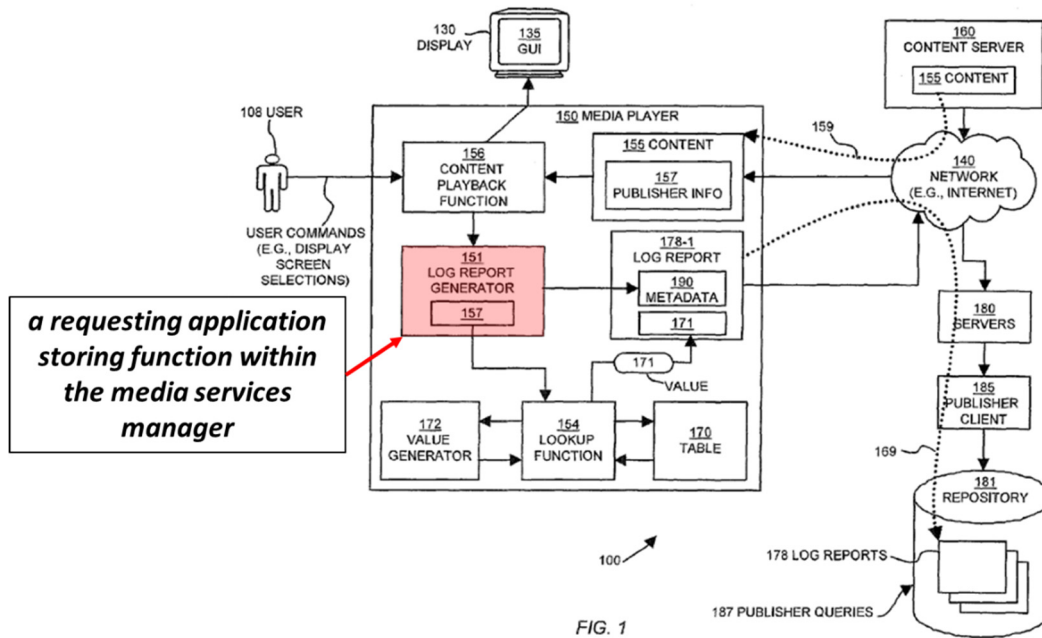 130
DISPLAY
135
GUI
160
CONTENT SERVER
155 CONTENT
108 USER
150 MEDIA PLAYER
159
156
CONTENT
PLAYBACK
FUNCTION
155 CONTENT
157
PUBLISHER INFO
140
NETWORK
(E.G., INTERNET)
USER COMMANDS
(E.G., DISPLAY
SCREEN
SELECTIONS)
151
LOG REPORT
GENERATOR
157
178-1
LOG REPORT
190
METADATA
171
180
SERVERS
a requesting application
storing function within
the media services
manager
171
VALUE
185
PUBLISHER
CLIENT
172
VALUE
GENERATOR
154
LOOKUP
FUNCTION
170
TABLE
169
181
REPOSITORY
100
178 LOG REPORTS
187 PUBLISHER QUERIES
FIG. 1